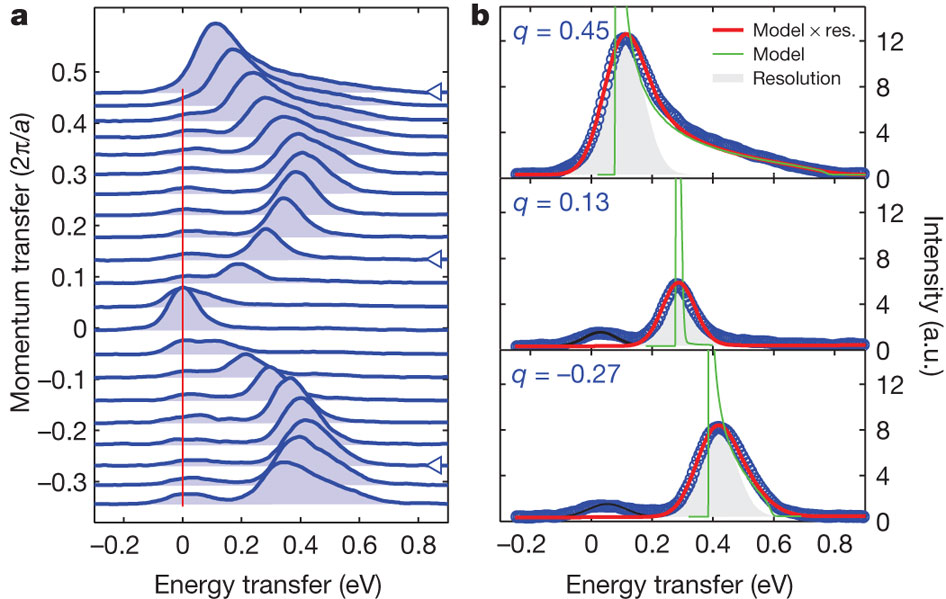 a
Momentum transfer (2π/a)
0.5
0.4
0.3
0.2
0.1
0
−0.1
−0.2
−0.3
−0.2 0 0.2 0.4 0.6 0.8
Energy transfer (eV)
b
q = 0.45
Model × res.
Model
Resolution
12
8
4
0
q = 0.13
12
8
4
0
q = −0.27
12
8
4
0
Intensity (a.u.)
−0.2 0 0.2 0.4 0.6 0.8
Energy transfer (eV)